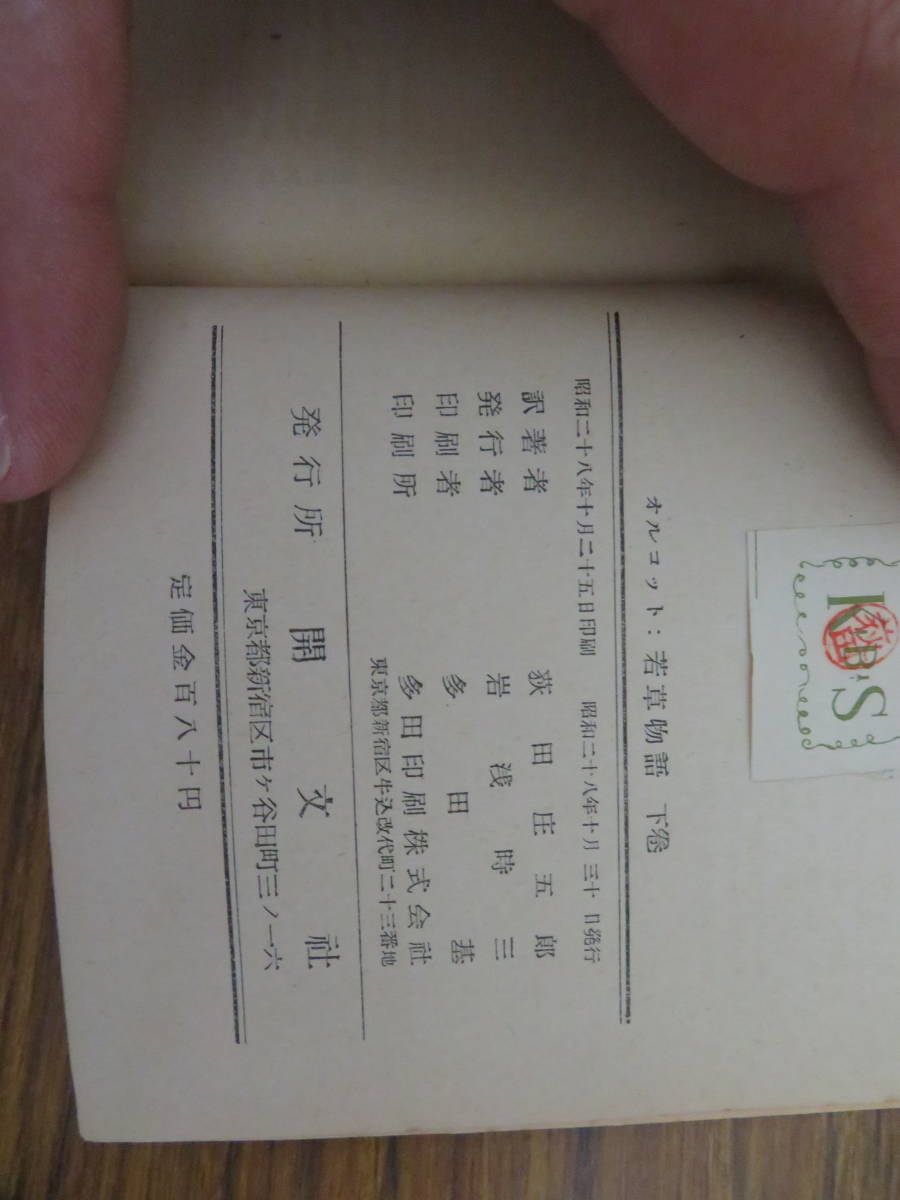 KBS
オルコット：若草物語 下巻
昭和二十八年十月二十五日印刷 昭和二十八年十月三十日発行
訳著者 荻田庄五郎
発行者 岩浅時三
印刷者 多田基
印刷所 多田印刷株式会社
東京都新宿区牛込改代町二十三番地
発行所 開文社
東京都新宿区市ヶ谷田町三ノ一六
定価金百八十円